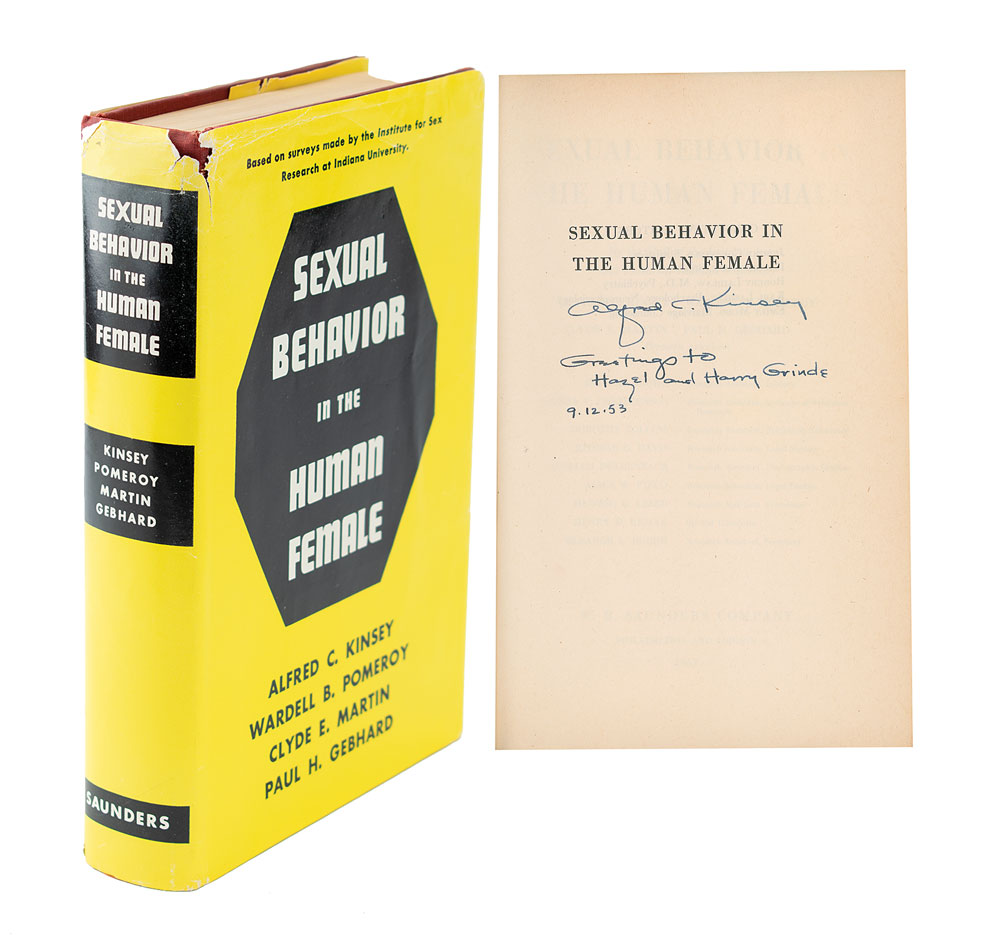 SEXUAL
BEHAVIOR
IN THE
HUMAN
FEMALE
KINSEY
POMEROY
MARTIN
GEBHARD
SAUNDERS
Based on surveys made by the Institute for Sex
Research at Indiana University.
SEXUAL
BEHAVIOR
IN THE
HUMAN
FEMALE
ALFRED C. KINSEY
WARDELL B. POMEROY
CLYDE E. MARTIN
PAUL H. GEBHARD
SEXUAL BEHAVIOR IN
THE HUMAN FEMALE
Alfred C. Kinsey
Greetings to
Hazel and Harry Grinde
9.12.53